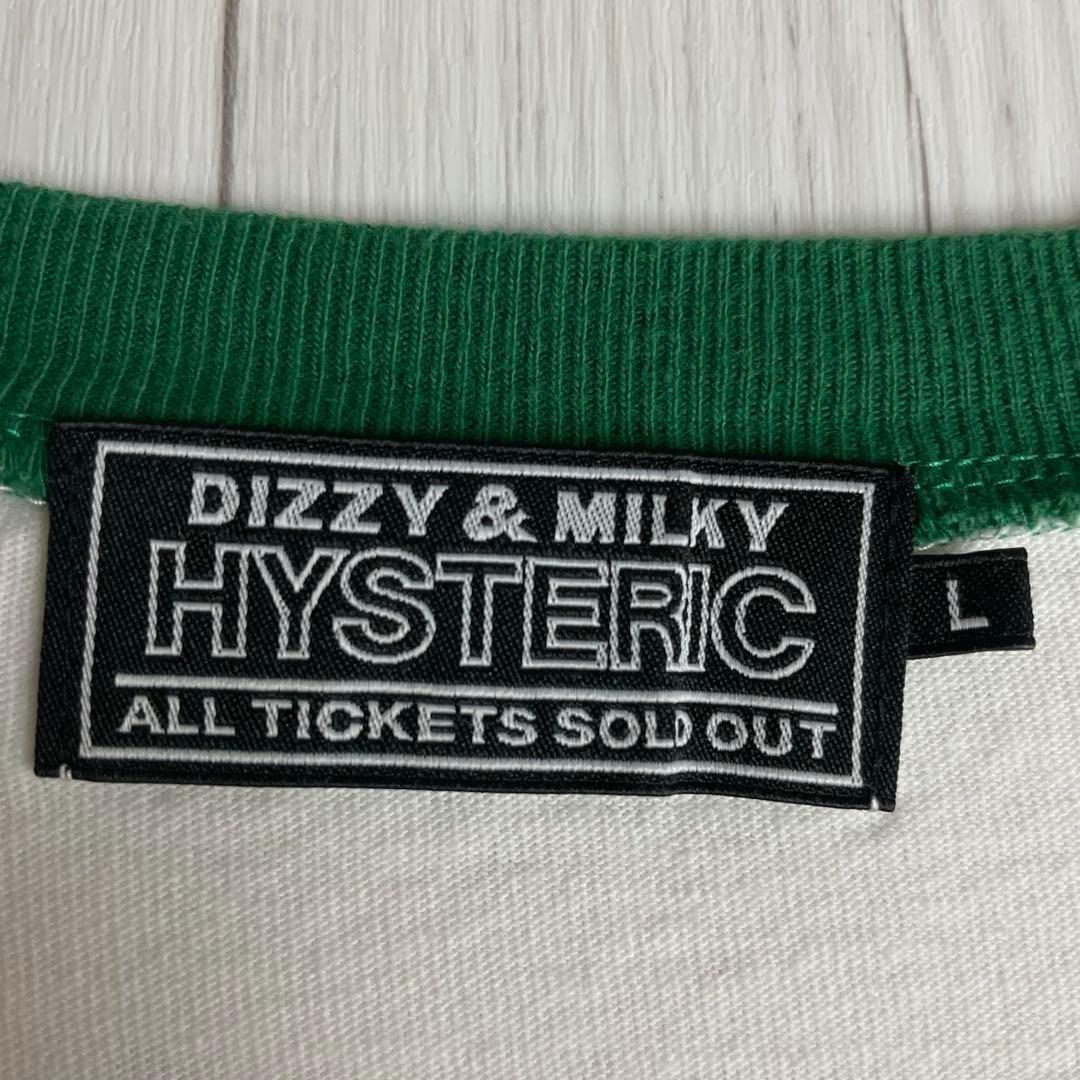 DIZZY & MILKY
HYSTERIC
L
ALL TICKETS SOLD OUT